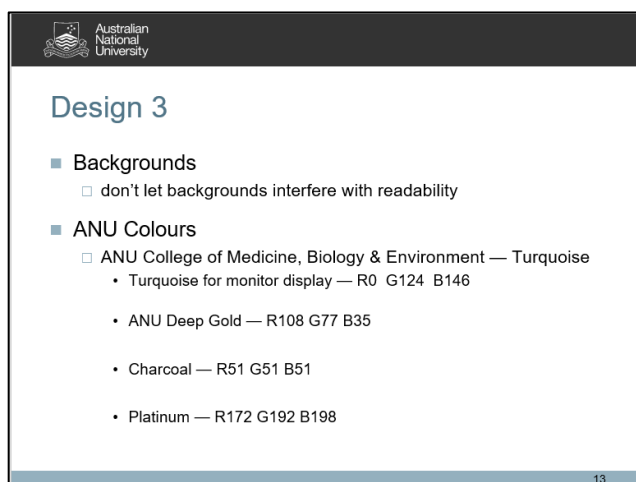 Australian
National
University
Design 3
Backgrounds
don't let backgrounds interfere with readability
ANU Colours
ANU College of Medicine, Biology & Environment — Turquoise
• Turquoise for monitor display — R0 G124 B146
• ANU Deep Gold — R108 G77 B35
• Charcoal — R51 G51 B51
• Platinum — R172 G192 B198
13